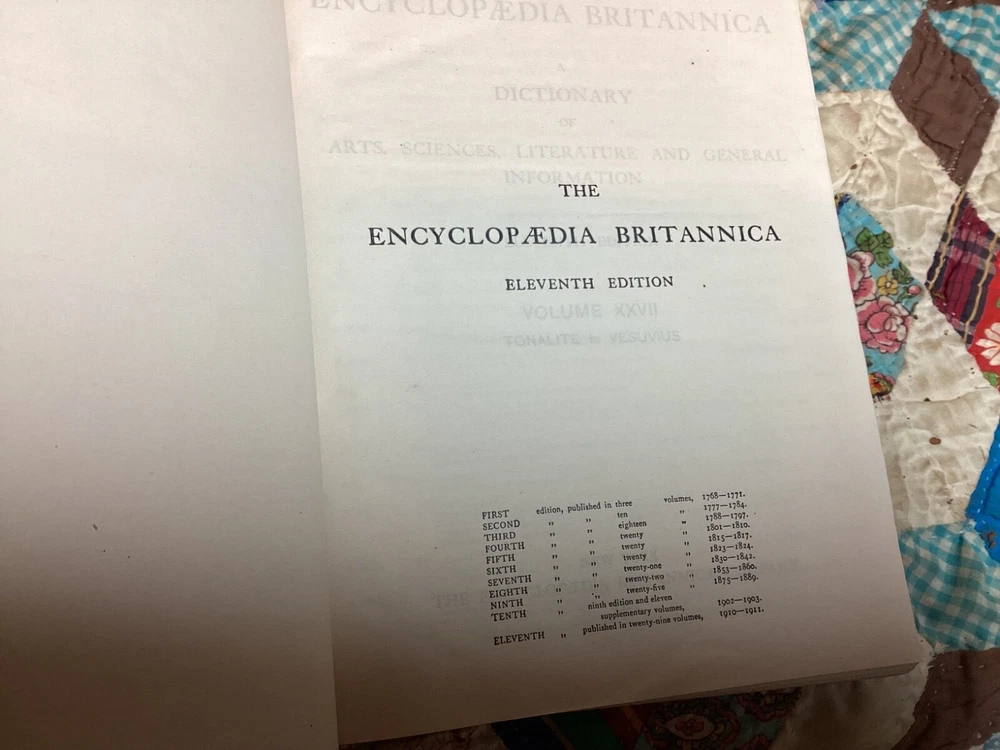 ENCYCLOPÆDIA BRITANNICA
A
DICTIONARY
OF
ARTS, SCIENCES, LITERATURE AND GENERAL
INFORMATION
THE
ENCYCLOPÆDIA BRITANNICA
ELEVENTH EDITION
VOLUME XXVII
TONALITE to VESUVIUS
FIRST edition, published in three volumes, 1768—1771.
SECOND " " ten " 1777—1784.
THIRD " " eighteen " 1788—1797.
FOURTH " " twenty " 1801—1810.
FIFTH " " twenty " 1815—1817.
SIXTH " " twenty " 1823—1824.
SEVENTH " " twenty-one " 1830—1842.
EIGHTH " " twenty-two " 1853—1860.
NINTH " " twenty-five " 1875—1889.
TENTH " ninth edition and eleven
supplementary volumes, 1902—1903.
ELEVENTH " published in twenty-nine volumes, 1910—1911.